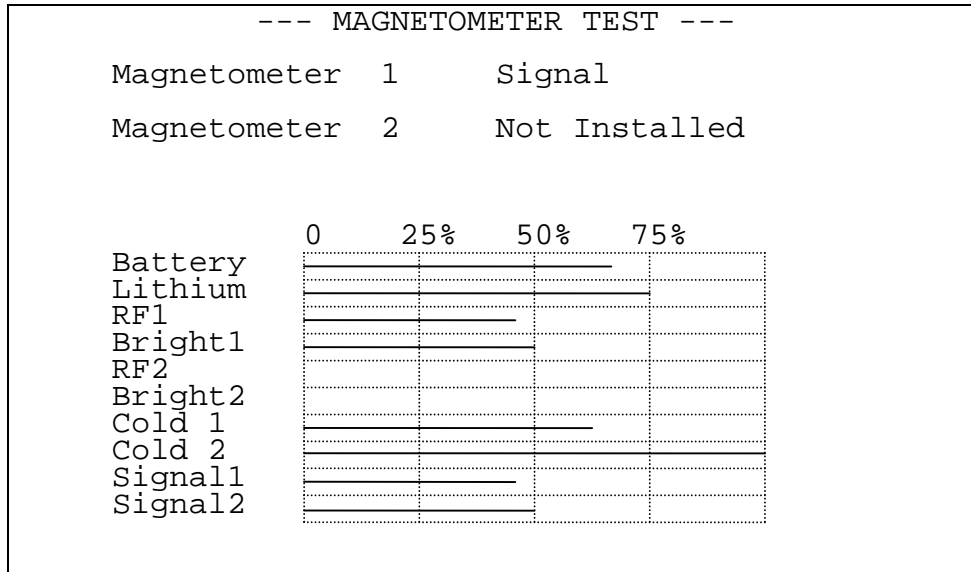 --- MAGNETOMETER TEST ---
Magnetometer 1 Signal
Magnetometer 2 Not Installed
0 25% 50% 75%
Battery
Lithium
RF1
Bright1
RF2
Bright2
Cold 1
Cold 2
Signal1
Signal2